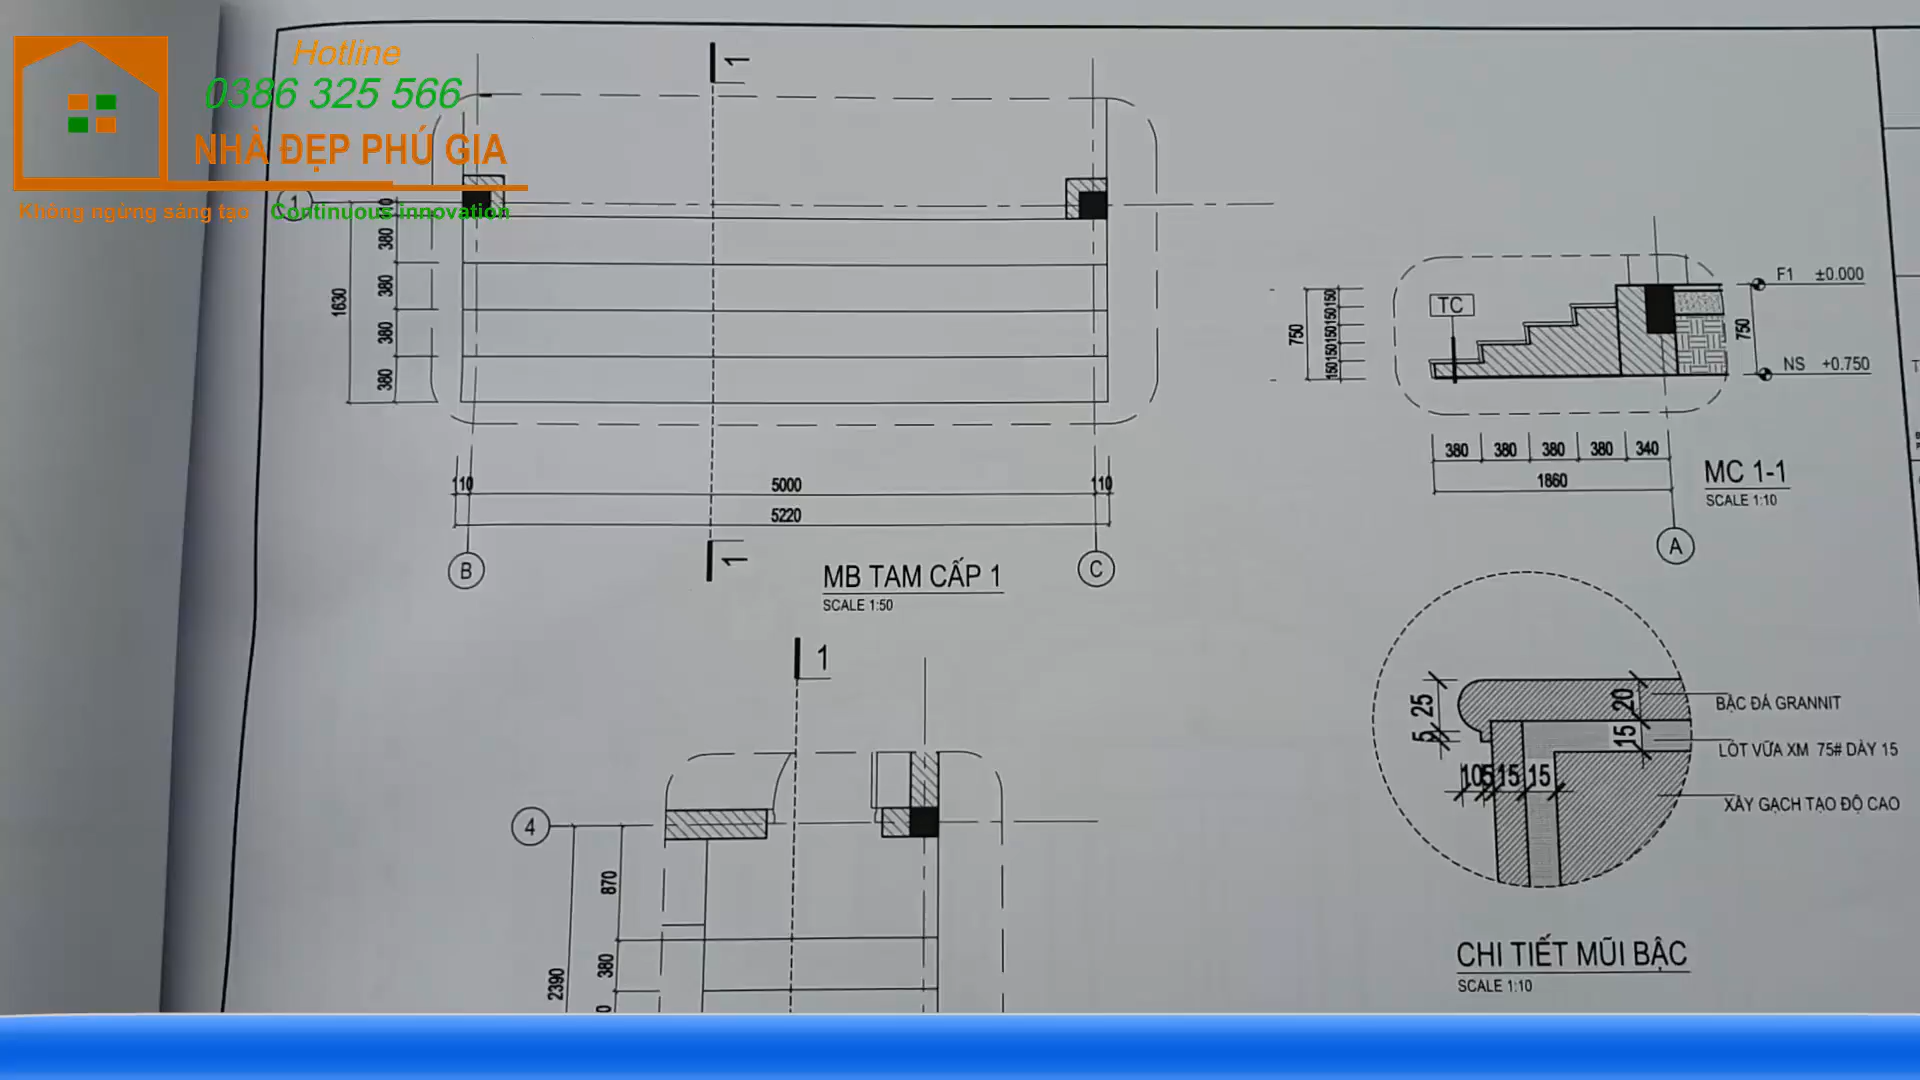 Hotline
0386 325 566
NHÀ ĐẸP PHÚ GIA
Không ngừng sáng tạo Continuous innovation
1
1
380
380
380
380
1630
110 5000 110
5220
B
C
1
MB TAM CẤP 1
SCALE 1:50
TC
750
150 150 150 150 150
F1 ±0.000
750
NS +0.750
380 380 380 380 340
1860
MC 1-1
SCALE 1:10
A
1
4
870
380
2390
25
5
20
15
10 5 15 15
BẬC ĐÁ GRANNIT
LÓT VỮA XM 75# DÀY 15
XÂY GẠCH TẠO ĐỘ CAO
CHI TIẾT MŨI BẬC
SCALE 1:10